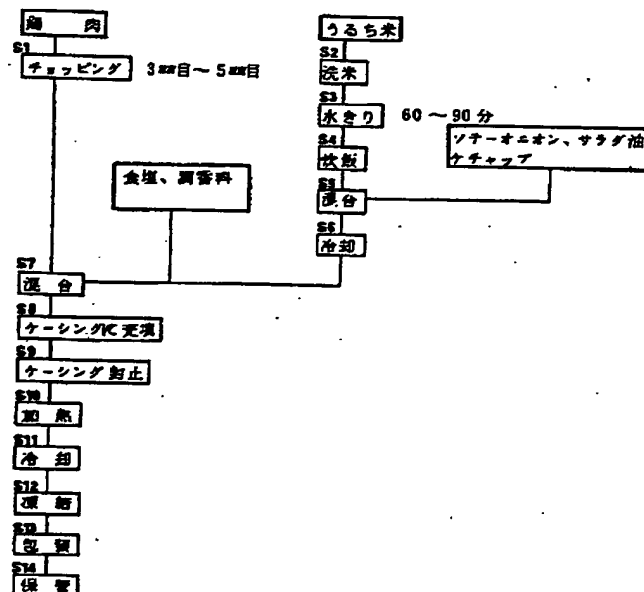 鶏肉
S1
チョッピング 3㎜目～5㎜目
食塩、調香料
うるち米
S2
洗米
S3
水きり 60～90分
S4
炊飯
ソテーオニオン、サラダ油
ケチャップ
S5
混合
S6
冷却
S7
混合
S8
ケーシングに充填
S9
ケーシング封止
S10
加熱
S11
冷却
S12
凍結
S13
包装
S14
保管